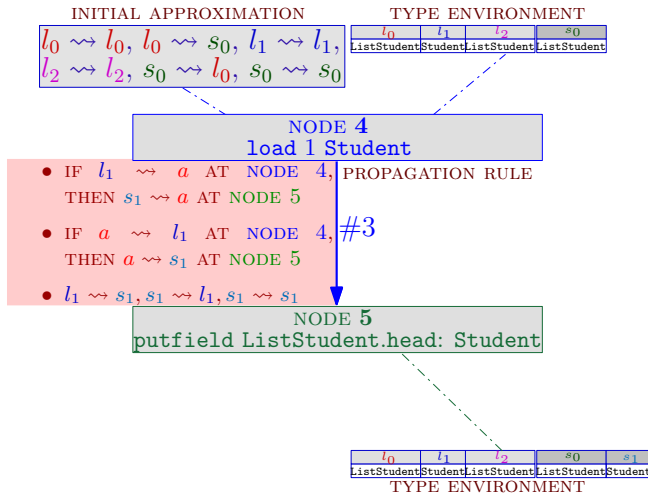 INITIAL APPROXIMATION
l₀ ⇝ l₀, l₀ ⇝ s₀, l₁ ⇝ l₁,
l₂ ⇝ l₂, s₀ ⇝ l₀, s₀ ⇝ s₀
TYPE ENVIRONMENT
l₀ l₁ l₂ s₀
ListStudent Student ListStudent ListStudent
NODE 4
load 1 Student
• IF l₁ ⇝ a AT NODE 4,
THEN s₁ ⇝ a AT NODE 5
• IF a ⇝ l₁ AT NODE 4,
THEN a ⇝ s₁ AT NODE 5
• l₁ ⇝ s₁, s₁ ⇝ l₁, s₁ ⇝ s₁
PROPAGATION RULE
#3
NODE 5
putfield ListStudent.head: Student
l₀ l₁ l₂ s₀ s₁
ListStudent Student ListStudent ListStudent Student
TYPE ENVIRONMENT